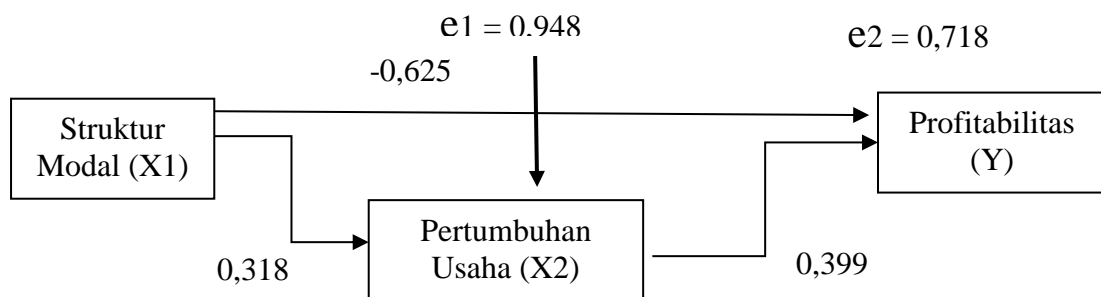 e1 = 0.948
e2 = 0,718
-0,625
Struktur
Modal (X1)
Profitabilitas
(Y)
Pertumbuhan
Usaha (X2)
0,318
0,399